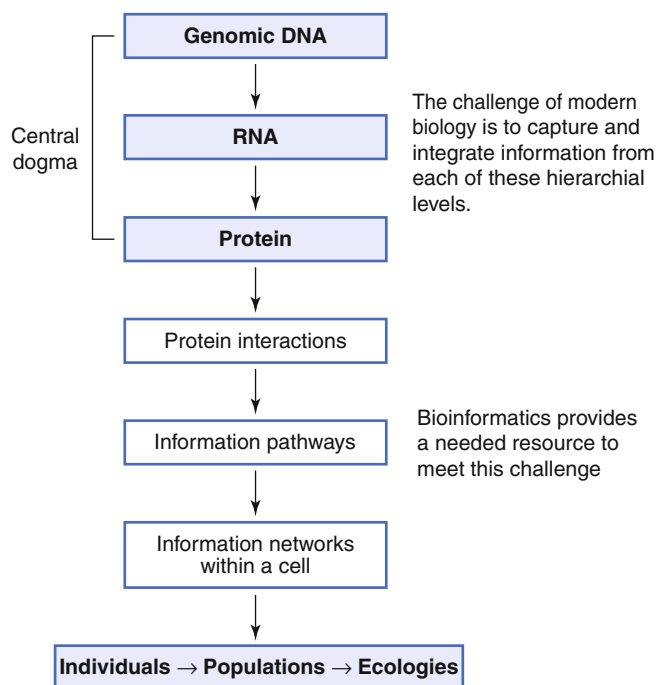 Genomic DNA
Central
dogma
RNA
The challenge of modern
biology is to capture and
integrate information from
each of these hierarchial
levels.
Protein
Protein interactions
Information pathways
Bioinformatics provides
a needed resource to
meet this challenge
Information networks
within a cell
Individuals → Populations → Ecologies